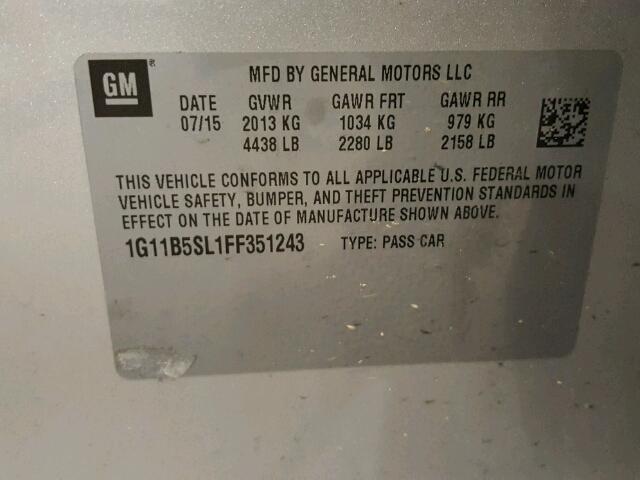 GM ®
MFD BY GENERAL MOTORS LLC
DATE GVWR GAWR FRT GAWR RR
07/15 2013 KG 1034 KG 979 KG
4438 LB 2280 LB 2158 LB
THIS VEHICLE CONFORMS TO ALL APPLICABLE U.S. FEDERAL MOTOR
VEHICLE SAFETY, BUMPER, AND THEFT PREVENTION STANDARDS IN
EFFECT ON THE DATE OF MANUFACTURE SHOWN ABOVE.
1G11B5SL1FF351243 TYPE: PASS CAR